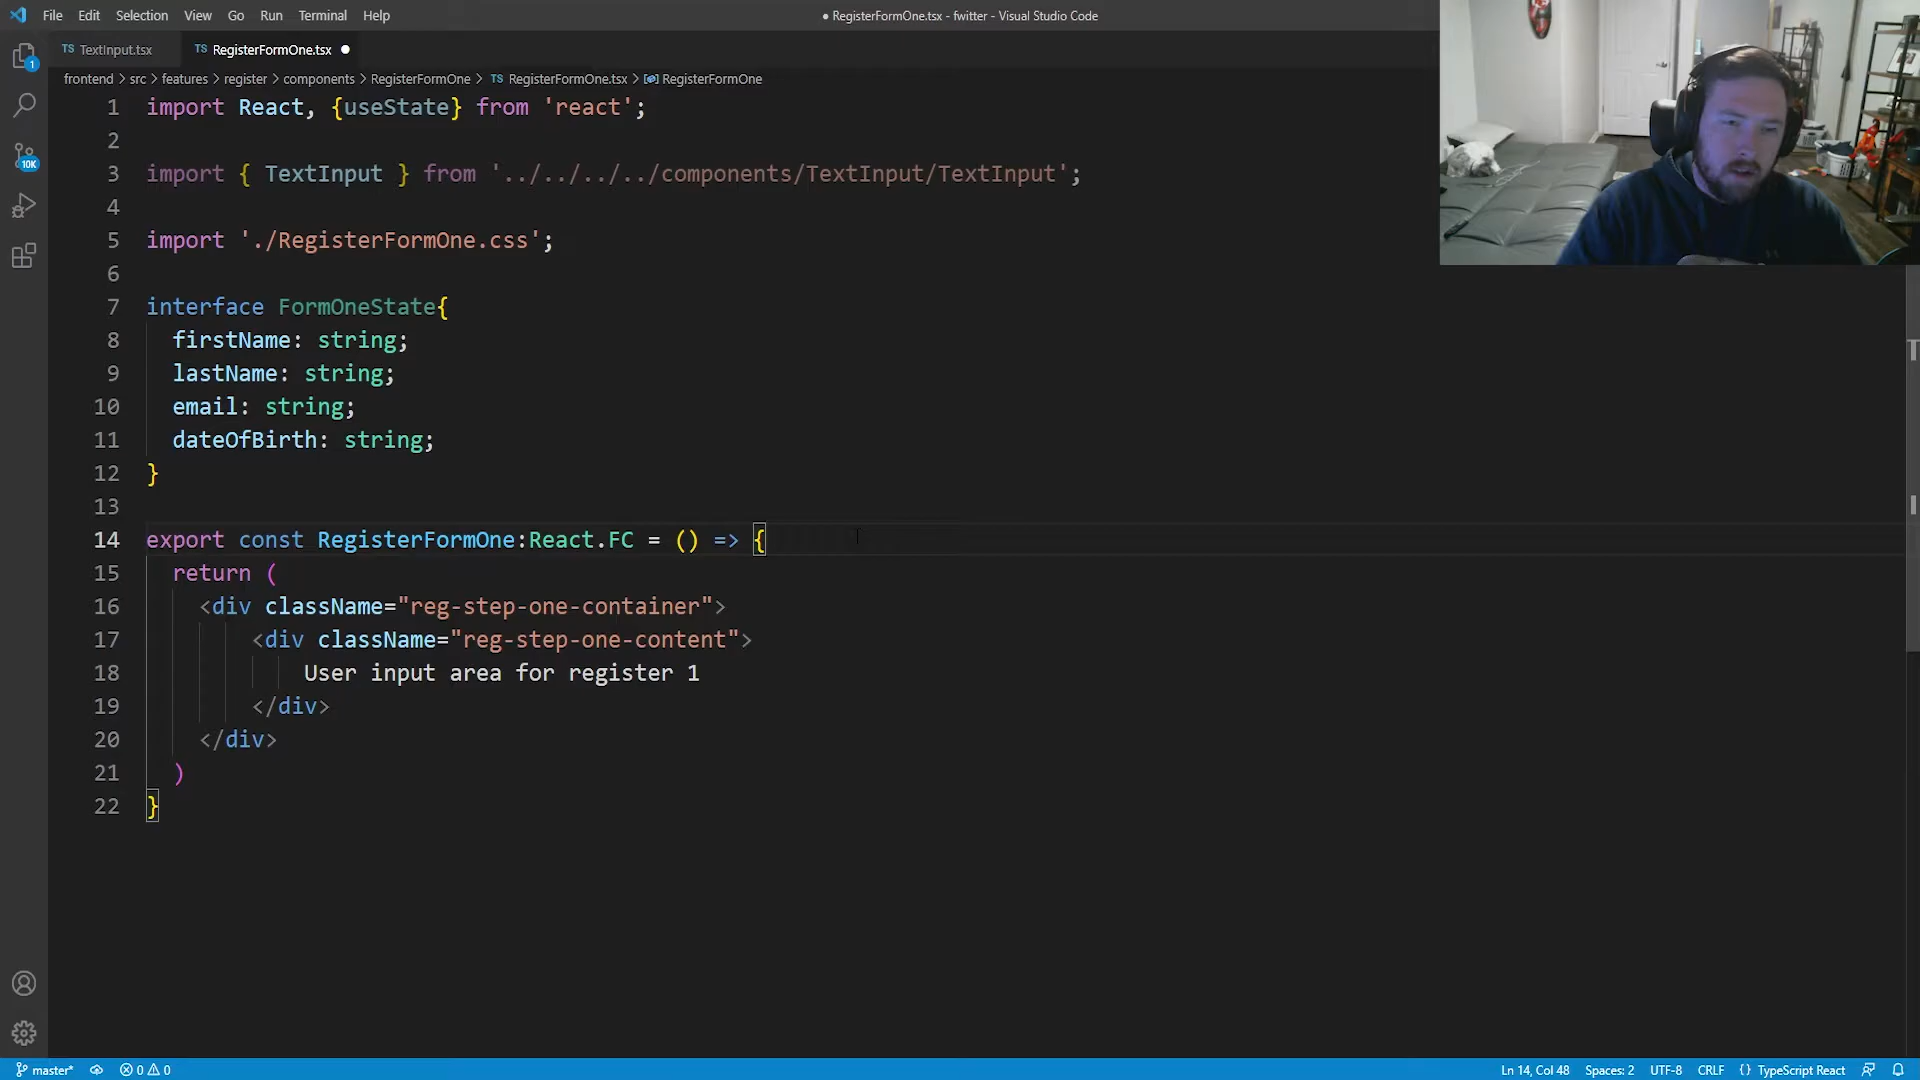 File Edit Selection View Go Run Terminal Help
● RegisterFormOne.tsx - fwitter - Visual Studio Code
TS TextInput.tsx TS RegisterFormOne.tsx ●
1
10K
frontend > src > features > register > components > RegisterFormOne > TS RegisterFormOne.tsx > RegisterFormOne
1 import React, {useState} from 'react';
2
3 import { TextInput } from '../../../../components/TextInput/TextInput';
4
5 import './RegisterFormOne.css';
6
7 interface FormOneState{
8 firstName: string;
9 lastName: string;
10 email: string;
11 dateOfBirth: string;
12 }
13
14 export const RegisterFormOne:React.FC = () => {
15 return (
16 <div className="reg-step-one-container">
17 <div className="reg-step-one-content">
18 User input area for register 1
19 </div>
20 </div>
21 )
22 }
master* 0 0 Ln 14, Col 48 Spaces: 2 UTF-8 CRLF {} TypeScript React